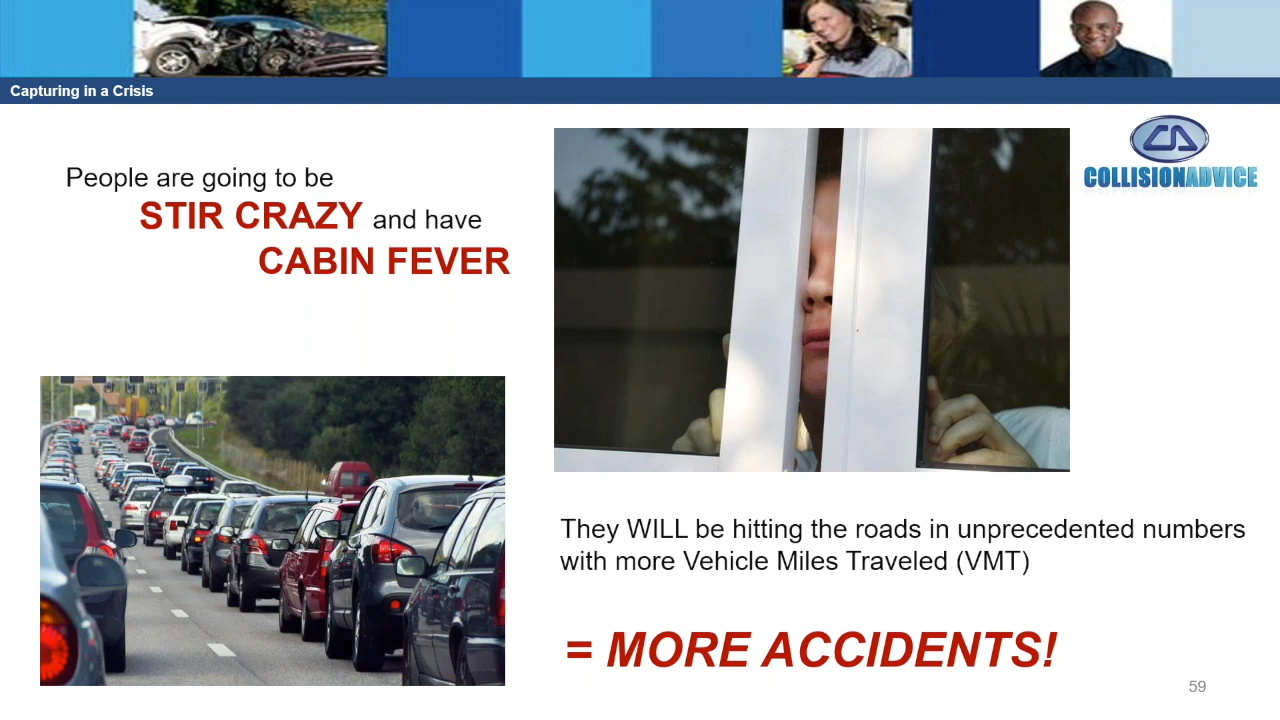 Capturing in a Crisis
COLLISIONADVICE
People are going to be
STIR CRAZY and have
CABIN FEVER
They WILL be hitting the roads in unprecedented numbers
with more Vehicle Miles Traveled (VMT)
= MORE ACCIDENTS!
59